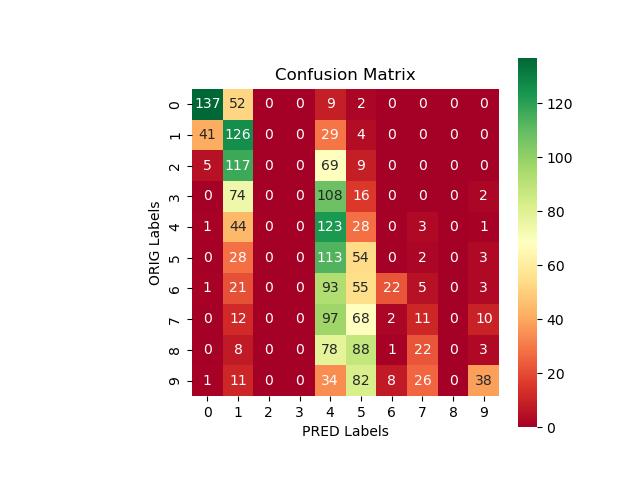 Confusion Matrix
ORIG Labels
0 137 52 0 0 9 2 0 0 0 0
1 41 126 0 0 29 4 0 0 0 0
2 5 117 0 0 69 9 0 0 0 0
3 0 74 0 0 108 16 0 0 0 2
4 1 44 0 0 123 28 0 3 0 1
5 0 28 0 0 113 54 0 2 0 3
6 1 21 0 0 93 55 22 5 0 3
7 0 12 0 0 97 68 2 11 0 10
8 0 8 0 0 78 88 1 22 0 3
9 1 11 0 0 34 82 8 26 0 38
0 1 2 3 4 5 6 7 8 9
PRED Labels
120
100
80
60
40
20
0